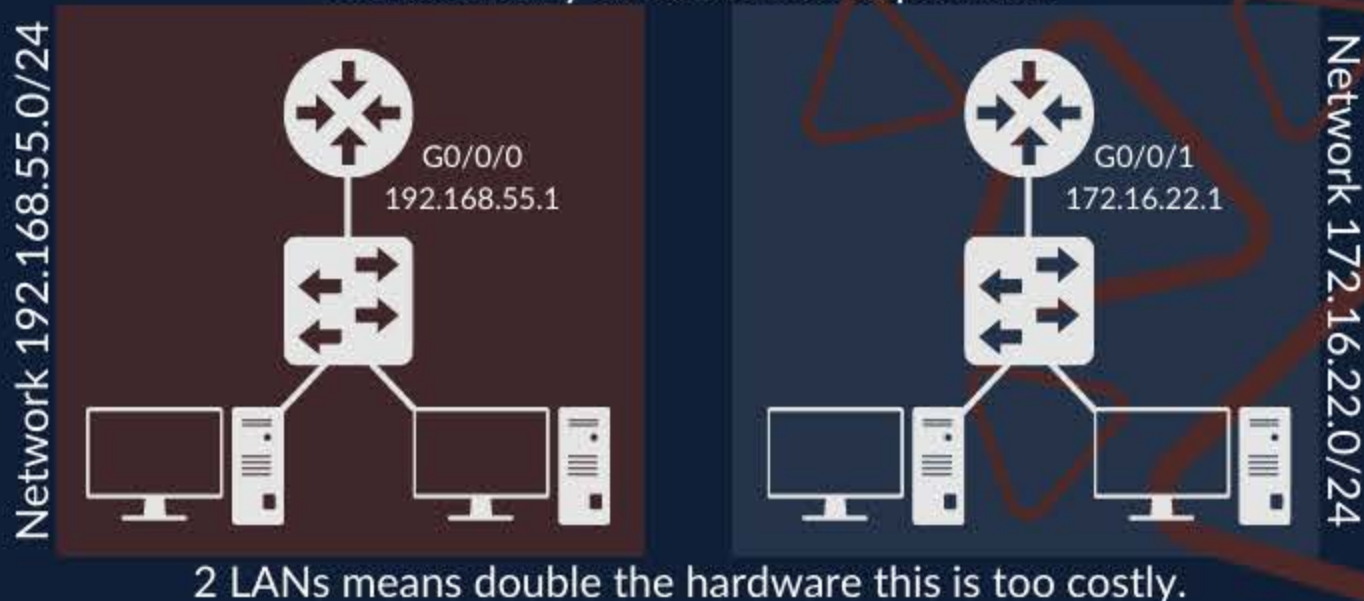 Network 192.168.55.0/24
G0/0/0
192.168.55.1
G0/0/1
172.16.22.1
Network 172.16.22.0/24
2 LANs means double the hardware this is too costly.